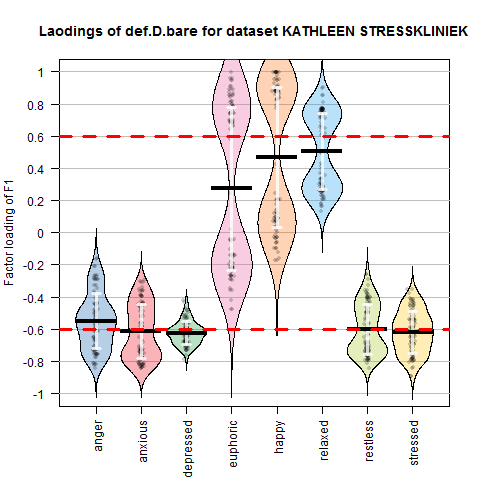 Laodings of def.D.bare for dataset KATHLEEN STRESSKLINIEK
Factor loading of F1
1
0.8
0.6
0.4
0.2
0
-0.2
-0.4
-0.6
-0.8
-1
anger
anxious
depressed
euphoric
happy
relaxed
restless
stressed